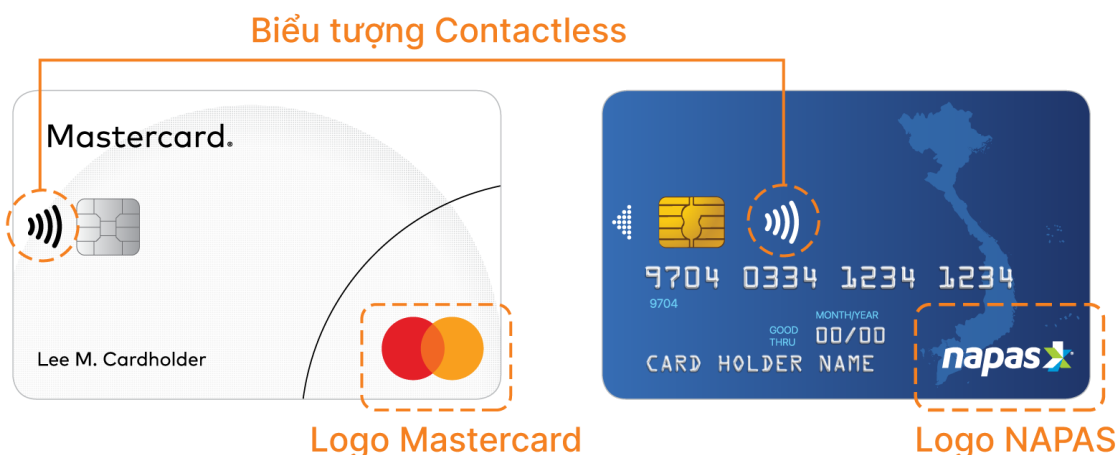 Biểu tượng Contactless
Mastercard.
Lee M. Cardholder
Logo Mastercard
9704 0334 1234 1234
9704
MONTH/YEAR
GOOD THRU 00/00
CARD HOLDER NAME
napas
Logo NAPAS